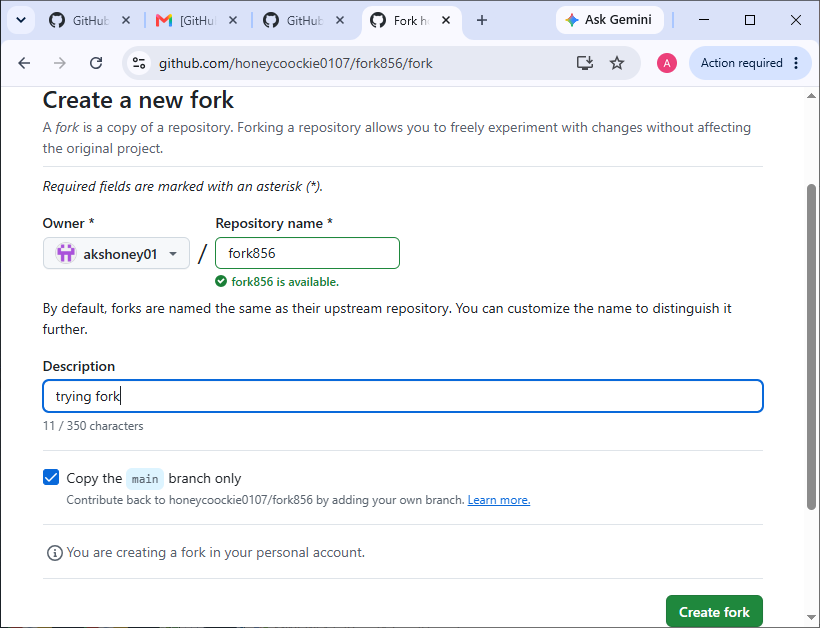 GitHub
[GitHub
GitHub
Fork h
Ask Gemini
github.com/honeycoockie0107/fork856/fork
A
Action required
Create a new fork
A fork is a copy of a repository. Forking a repository allows you to freely experiment with changes without affecting
the original project.
Required fields are marked with an asterisk (*).
Owner *
Repository name *
akshoney01
/
fork856
fork856 is available.
By default, forks are named the same as their upstream repository. You can customize the name to distinguish it
further.
Description
trying fork
11 / 350 characters
Copy the main branch only
Contribute back to honeycoockie0107/fork856 by adding your own branch. Learn more.
You are creating a fork in your personal account.
Create fork